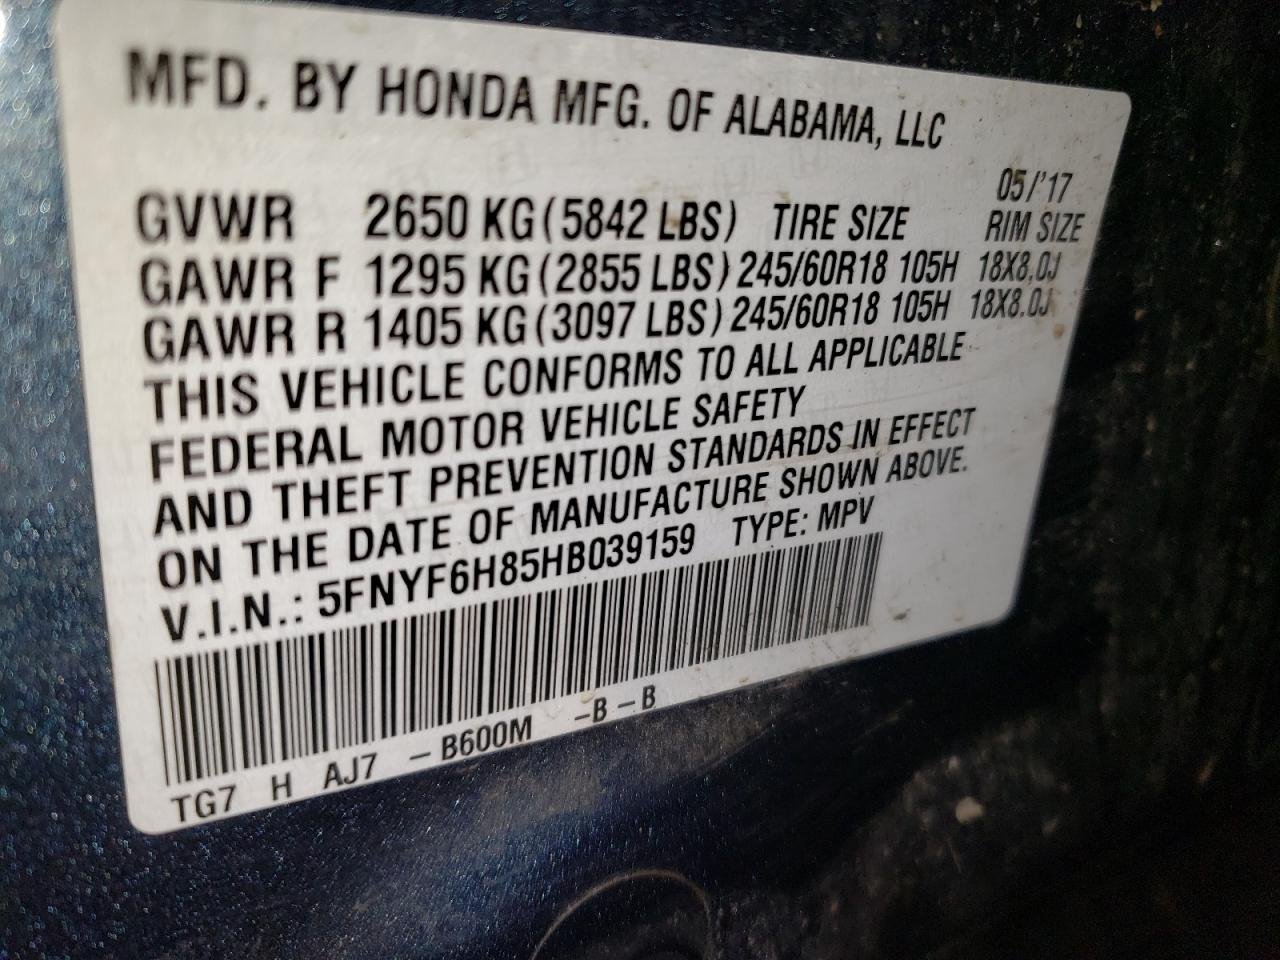 MFD. BY HONDA MFG. OF ALABAMA, LLC
05/'17
GVWR 2650 KG (5842 LBS) TIRE SIZE RIM SIZE
GAWR F 1295 KG (2855 LBS) 245/60R18 105H 18X8.0J
GAWR R 1405 KG (3097 LBS) 245/60R18 105H 18X8.0J
THIS VEHICLE CONFORMS TO ALL APPLICABLE
FEDERAL MOTOR VEHICLE SAFETY
AND THEFT PREVENTION STANDARDS IN EFFECT
ON THE DATE OF MANUFACTURE SHOWN ABOVE.
V.I.N.: 5FNYF6H85HB039159 TYPE: MPV
TG7 H AJ7 – B600M –B –B